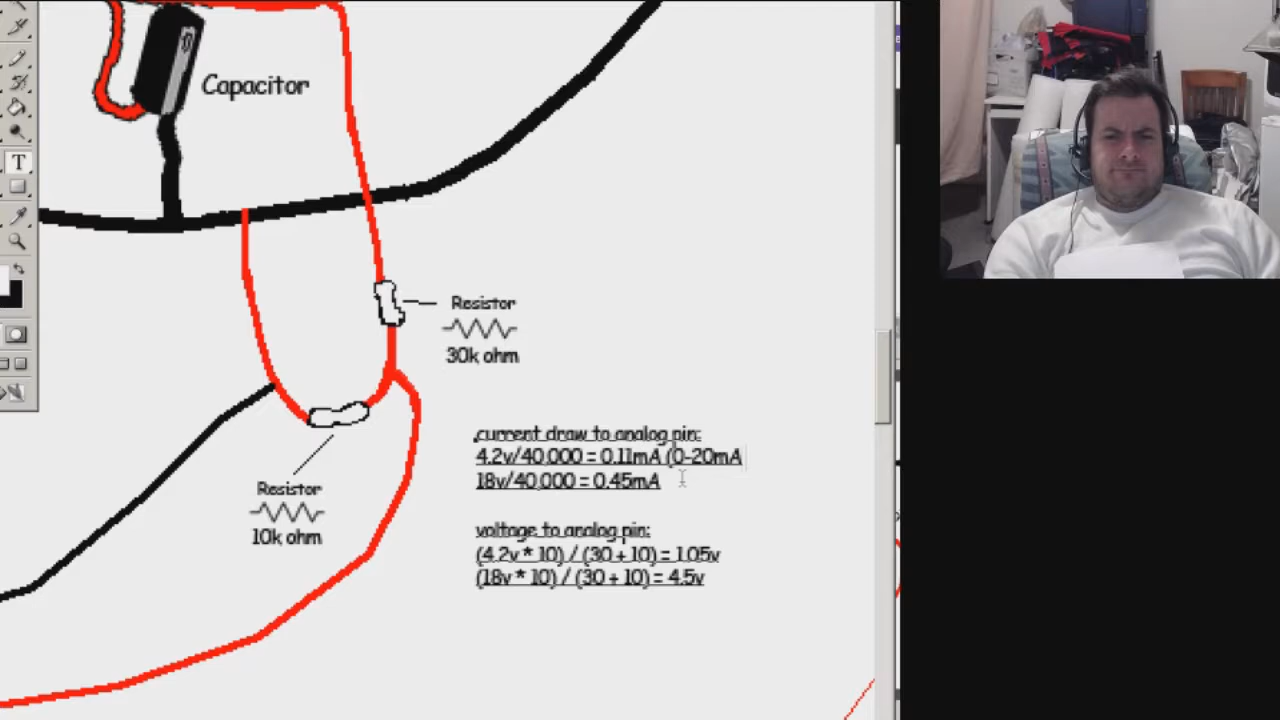 Capacitor
Resistor
30k ohm
current draw to analog pin:
4.2v/40,000 = 0.11mA (0-20mA
18v/40,000 = 0.45mA
Resistor
10k ohm
voltage to analog pin:
(4.2v * 10) / (30 + 10) = 1.05v
(18v * 10) / (30 + 10) = 4.5v